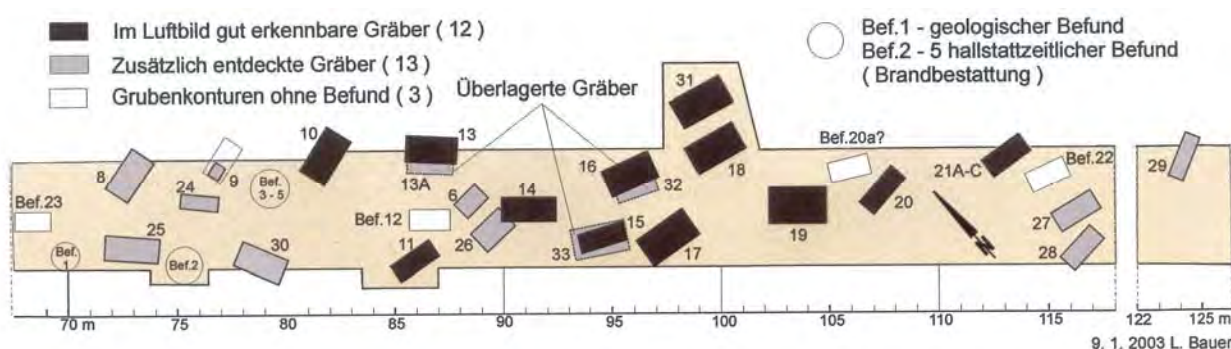 Im Luftbild gut erkennbare Gräber ( 12 )
Zusätzlich entdeckte Gräber ( 13 )
Grubenkonturen ohne Befund ( 3 )
Überlagerte Gräber
Bef.1 - geologischer Befund
Bef.2 - 5 hallstattzeitlicher Befund
( Brandbestattung )
31
10
13
Bef.20a?
8
9
Bef.
3 - 5
16
18
21A-C
Bef.22
29
24
13A
6
14
32
Bef.23
Bef.12
20
27
25
26
15
19
Bef.
1
Bef.2
30
11
33
17
N
28
70 m
75
80
85
90
95
100
105
110
115
122
125 m
9. 1. 2003 L. Bauer